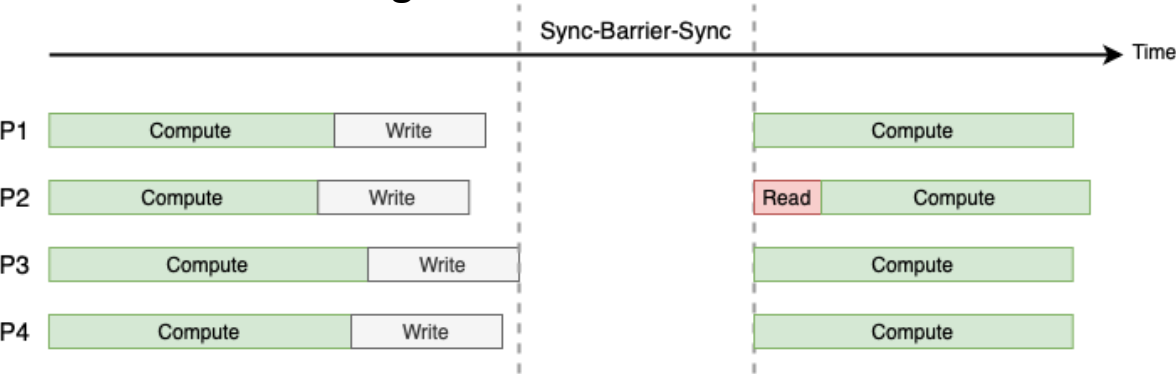 Sync-Barrier-Sync
Time
P1 Compute Write Compute
P2 Compute Write Read Compute
P3 Compute Write Compute
P4 Compute Write Compute